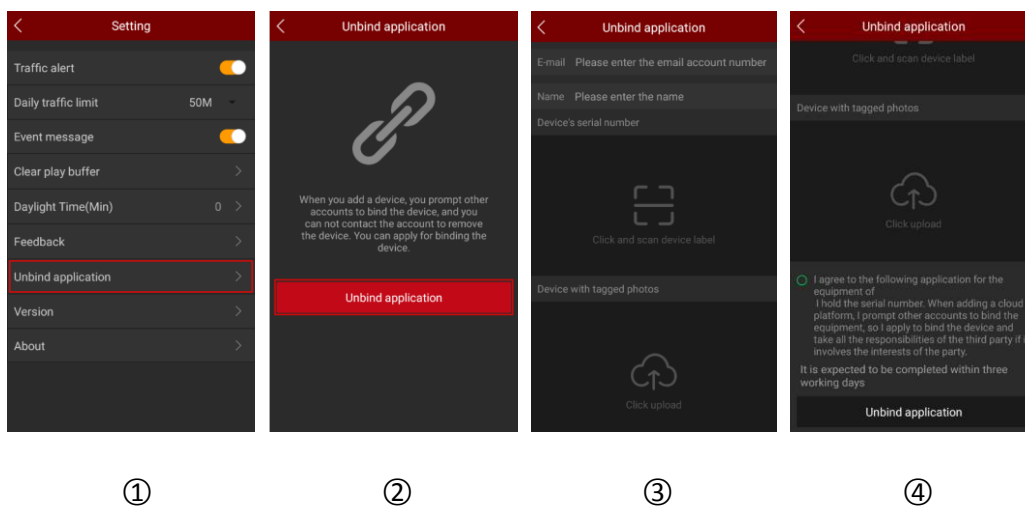 Setting
Traffic alert
Daily traffic limit 50M
Event message
Clear play buffer
Daylight Time(Min) 0
Feedback
Unbind application
Version
About
Unbind application
When you add a device, you prompt other
accounts to bind the device, and you
can not contact the account to remove
the device. You can apply for binding the
device.
Unbind application
Unbind application
E-mail Please enter the email account number
Name Please enter the name
Device's serial number
Click and scan device label
Device with tagged photos
Click upload
Unbind application
Click and scan device label
Device with tagged photos
Click upload
I agree to the following application for the
equipment of
I hold the serial number. When adding a cloud
platform, I prompt other accounts to bind the
equipment, so I apply to bind the device and
take all the responsibilities of the third party if
involves the interests of the party.
It is expected to be completed within three
working days
Unbind application
① ② ③ ④